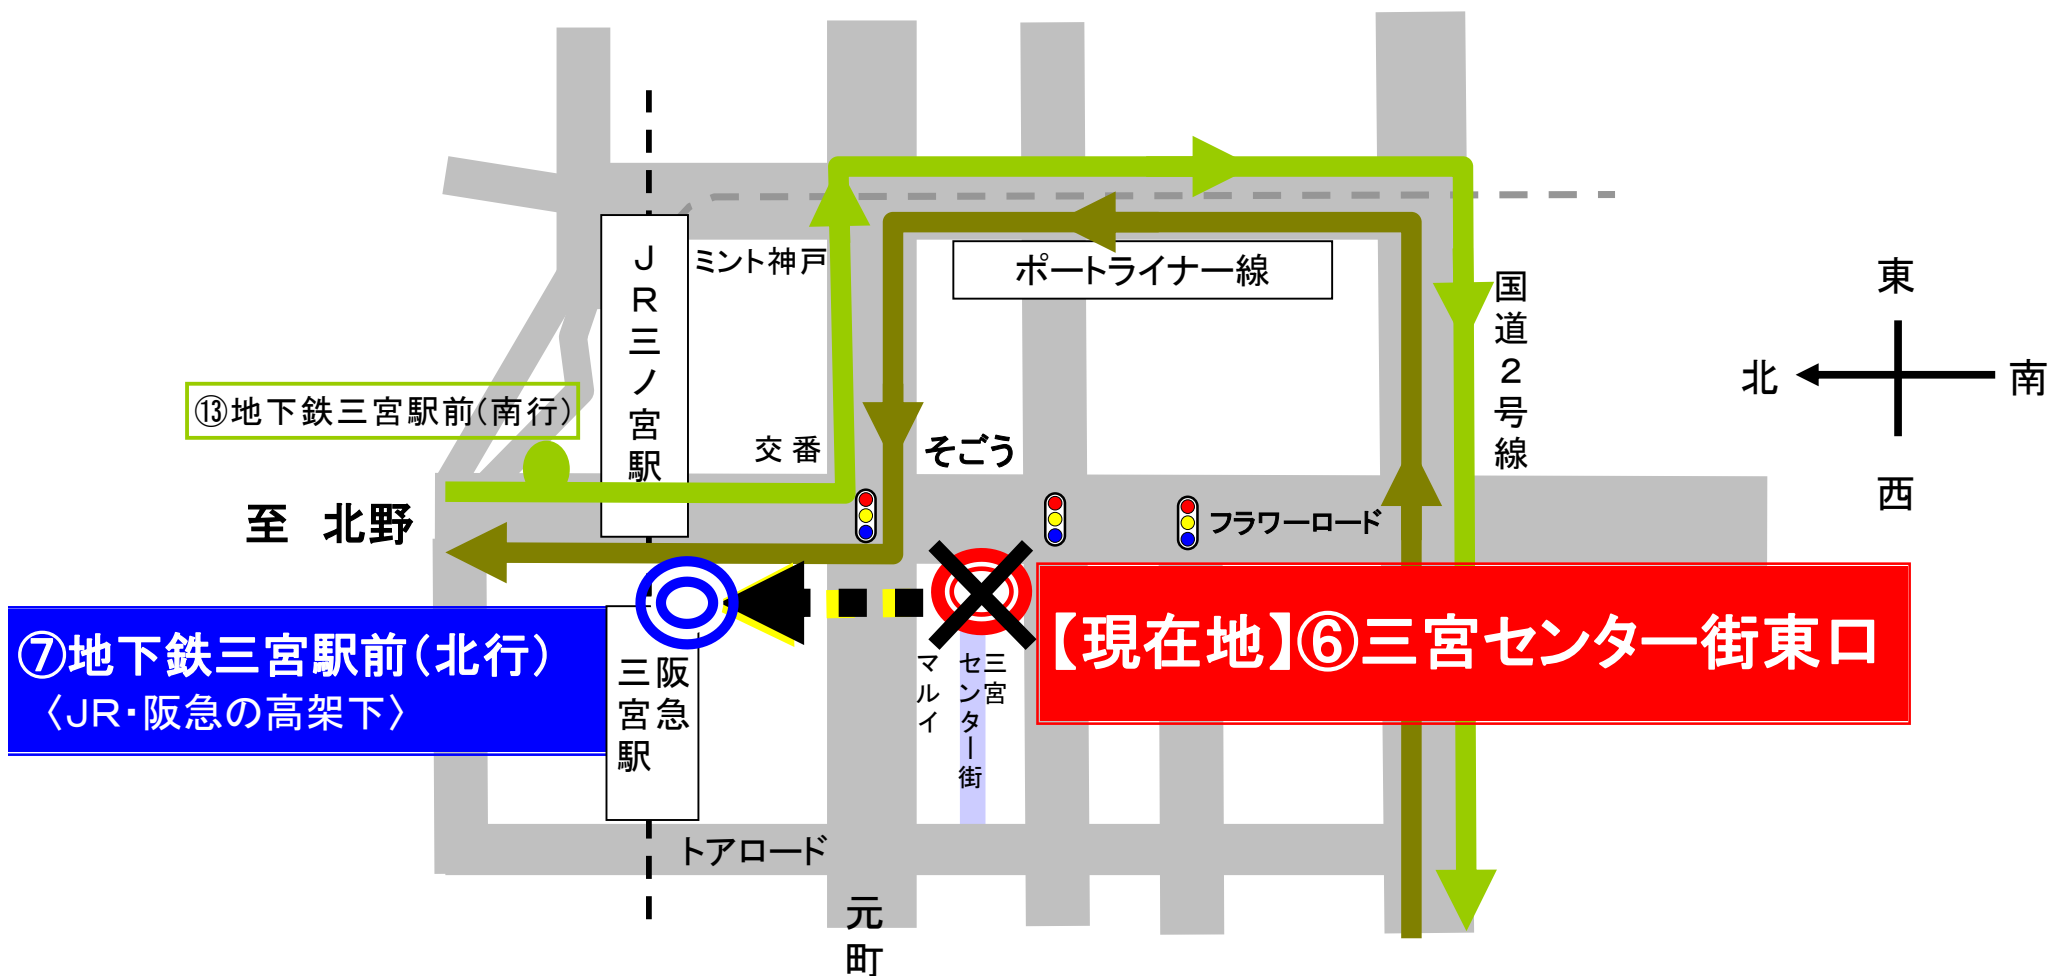 ミント神戸
JR三ノ宮駅
ポートライナー線
国道2号線
東
北
南
西
⑬地下鉄三宮駅前(南行)
交番
そごう
至 北野
フラワーロード
【現在地】⑥三宮センター街東口
⑦地下鉄三宮駅前(北行)
〈JR・阪急の高架下〉
阪急
三宮駅
マルイ
三宮
センター街
トアロード
元町